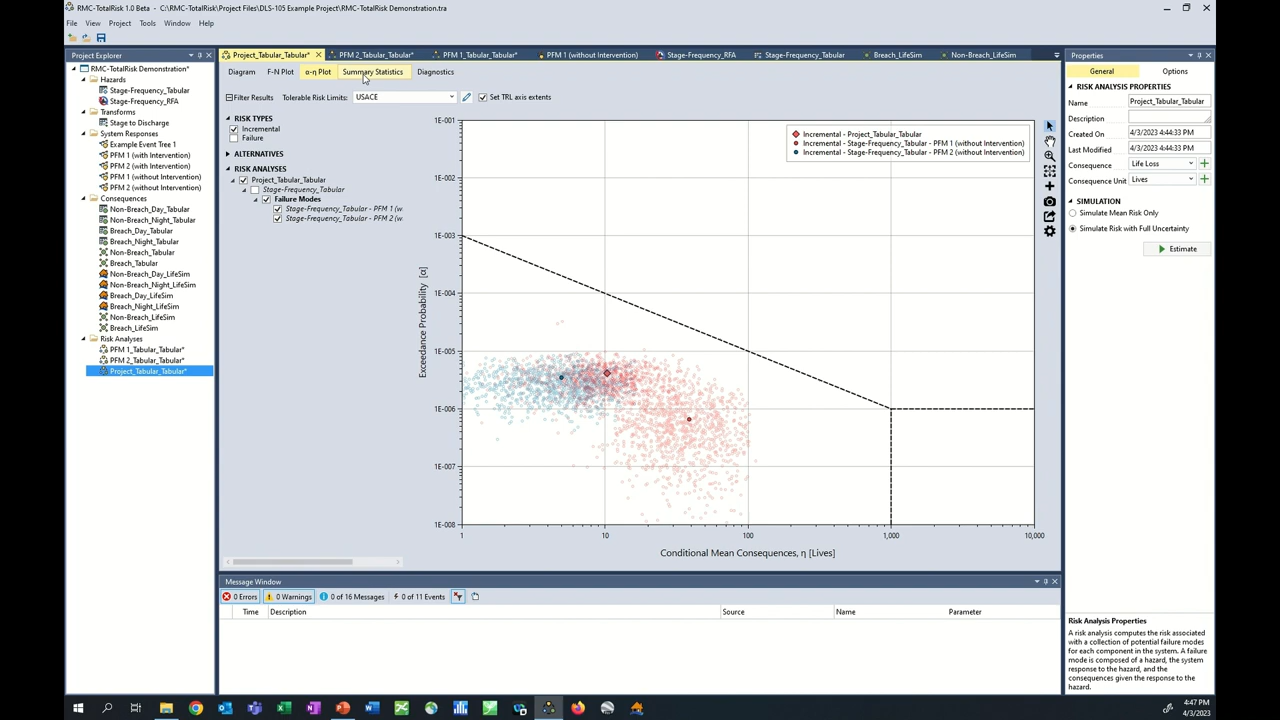 RMC-TotalRisk 1.0 Beta - C:\RMC-TotalRisk\Project Files\DLS-105 Example Project\RMC-TotalRisk Demonstration.tra
File View Project Tools Window Help
Project Explorer
RMC-TotalRisk Demonstration*
Hazards
Stage-Frequency_Tabular
Stage-Frequency_RFA
Transforms
Stage to Discharge
System Responses
Example Event Tree 1
PFM 1 (with Intervention)
PFM 2 (with Intervention)
PFM 1 (without Intervention)
PFM 2 (without Intervention)
Consequences
Non-Breach_Day_Tabular
Non-Breach_Night_Tabular
Breach_Day_Tabular
Breach_Night_Tabular
Non-Breach_Tabular
Breach_Tabular
Non-Breach_Day_LifeSim
Non-Breach_Night_LifeSim
Breach_Day_LifeSim
Breach_Night_LifeSim
Non-Breach_LifeSim
Breach_LifeSim
Risk Analyses
PFM 1_Tabular_Tabular*
PFM 2_Tabular_Tabular*
Project_Tabular_Tabular*
Project_Tabular_Tabular* PFM 2_Tabular_Tabular* PFM 1_Tabular_Tabular* PFM 1 (without Intervention) Stage-Frequency_RFA Stage-Frequency_Tabular Breach_LifeSim Non-Breach_LifeSim
Diagram F-N Plot α-η Plot Summary Statistics Diagnostics
Filter Results Tolerable Risk Limits: USACE Set TRL axis extents
RISK TYPES
Incremental
Failure
ALTERNATIVES
RISK ANALYSES
Project_Tabular_Tabular
Stage-Frequency_Tabular
Failure Modes
Stage-Frequency_Tabular - PFM 1 (w
Stage-Frequency_Tabular - PFM 2 (w
Incremental - Project_Tabular_Tabular
Incremental - Stage-Frequency_Tabular - PFM 1 (without Intervention)
Incremental - Stage-Frequency_Tabular - PFM 2 (without Intervention)
Exceedance Probability [α]
1E-001
1E-002
1E-003
1E-004
1E-005
1E-006
1E-007
1E-008
1 10 100 1,000 10,000
Conditional Mean Consequences, η [Lives]
Message Window
0 Errors 0 Warnings 0 of 16 Messages 0 of 11 Events
Time Description Source Name Parameter
Properties
General Options
RISK ANALYSIS PROPERTIES
Name Project_Tabular_Tabular
Description
Created On 4/3/2023 4:44:33 PM
Last Modified 4/3/2023 4:44:33 PM
Consequence Life Loss
Consequence Unit Lives
SIMULATION
Simulate Mean Risk Only
Simulate Risk with Full Uncertainty
Estimate
Risk Analysis Properties
A risk analysis computes the risk associated
with a collection of potential failure modes
for each component in the system. A failure
mode is composed of a hazard, the system
response to the hazard, and the
consequences given the response to the
hazard.
4:47 PM
4/3/2023